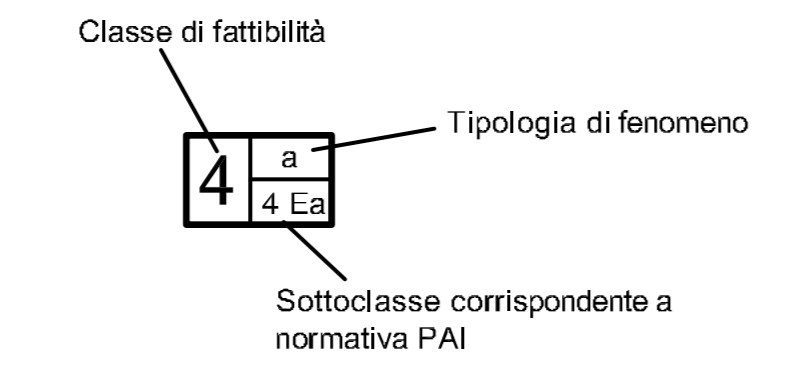 Classe di fattibilità
Tipologia di fenomeno
4
a
4 Ea
Sottoclasse corrispondente a
normativa PAI